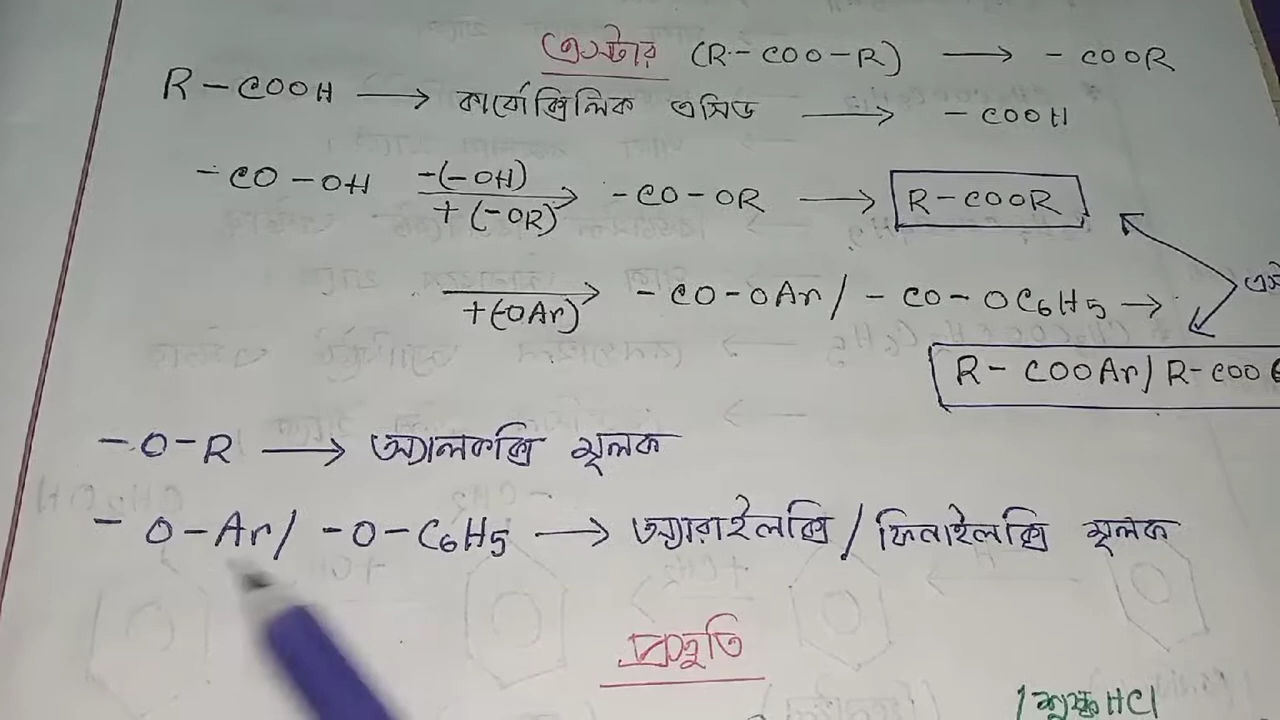 এস্টার (R-COO-R) → -COOR
R-COOH → কার্বোক্সিলিক এসিড → -COOH
-CO-OH -(-OH) +(-OR) → -CO-OR → R-COOR
+(-OAr) → -CO-OAr / -CO-OC6H5 →
R-COOAr/R-COO
-O-R → অ্যালকক্সি মূলক
-O-Ar/ -O-C6H5 → অ্যারাইলক্সি / ফিনাইলক্সি মূলক
প্রস্তুতি
শুষ্ক HCl